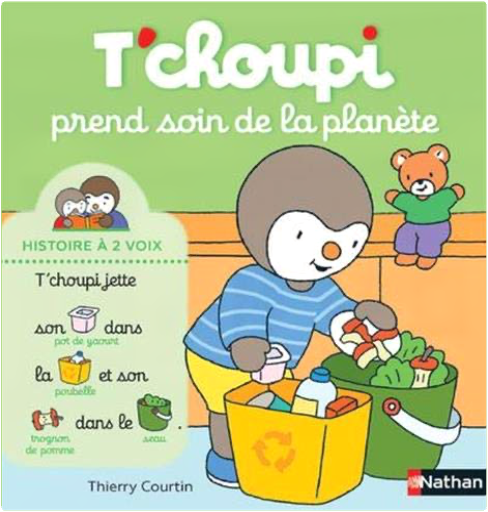 T'choupi
prend soin de la planète
HISTOIRE À 2 VOIX
T'choupi jette
son dans
pot de yaourt
la et son
poubelle
dans le .
trognon seau
de pomme
Thierry Courtin
Nathan